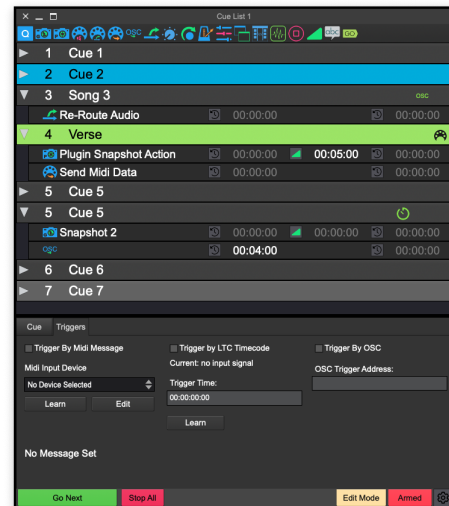 Cue List 1
Q OSC abc GO
1 Cue 1
2 Cue 2
3 Song 3 OSC
Re-Route Audio 00:00:00 00:00:00
4 Verse
Plugin Snapshot Action 00:00:00 00:05:00 00:00:00
Send Midi Data 00:00:00 00:00:00
5 Cue 5
5 Cue 5
Snapshot 2 00:00:00 00:00:00 00:00:00
OSC 00:04:00 00:00:00
6 Cue 6
7 Cue 7
Cue Triggers
Trigger By Midi Message Trigger by LTC Timecode Trigger By OSC
Current: no input signal
Midi Input Device OSC Trigger Address:
No Device Selected Trigger Time:
00:00:00:00
Learn Edit
Learn
No Message Set
Go Next Stop All Edit Mode Armed